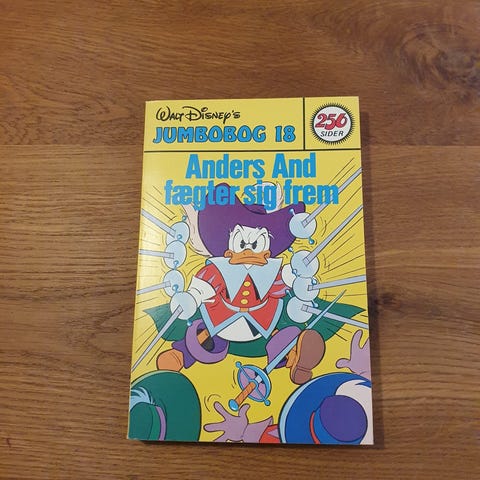 Walt Disney's
JUMBOBOG 18
256
SIDER
Anders And
fægter sig frem